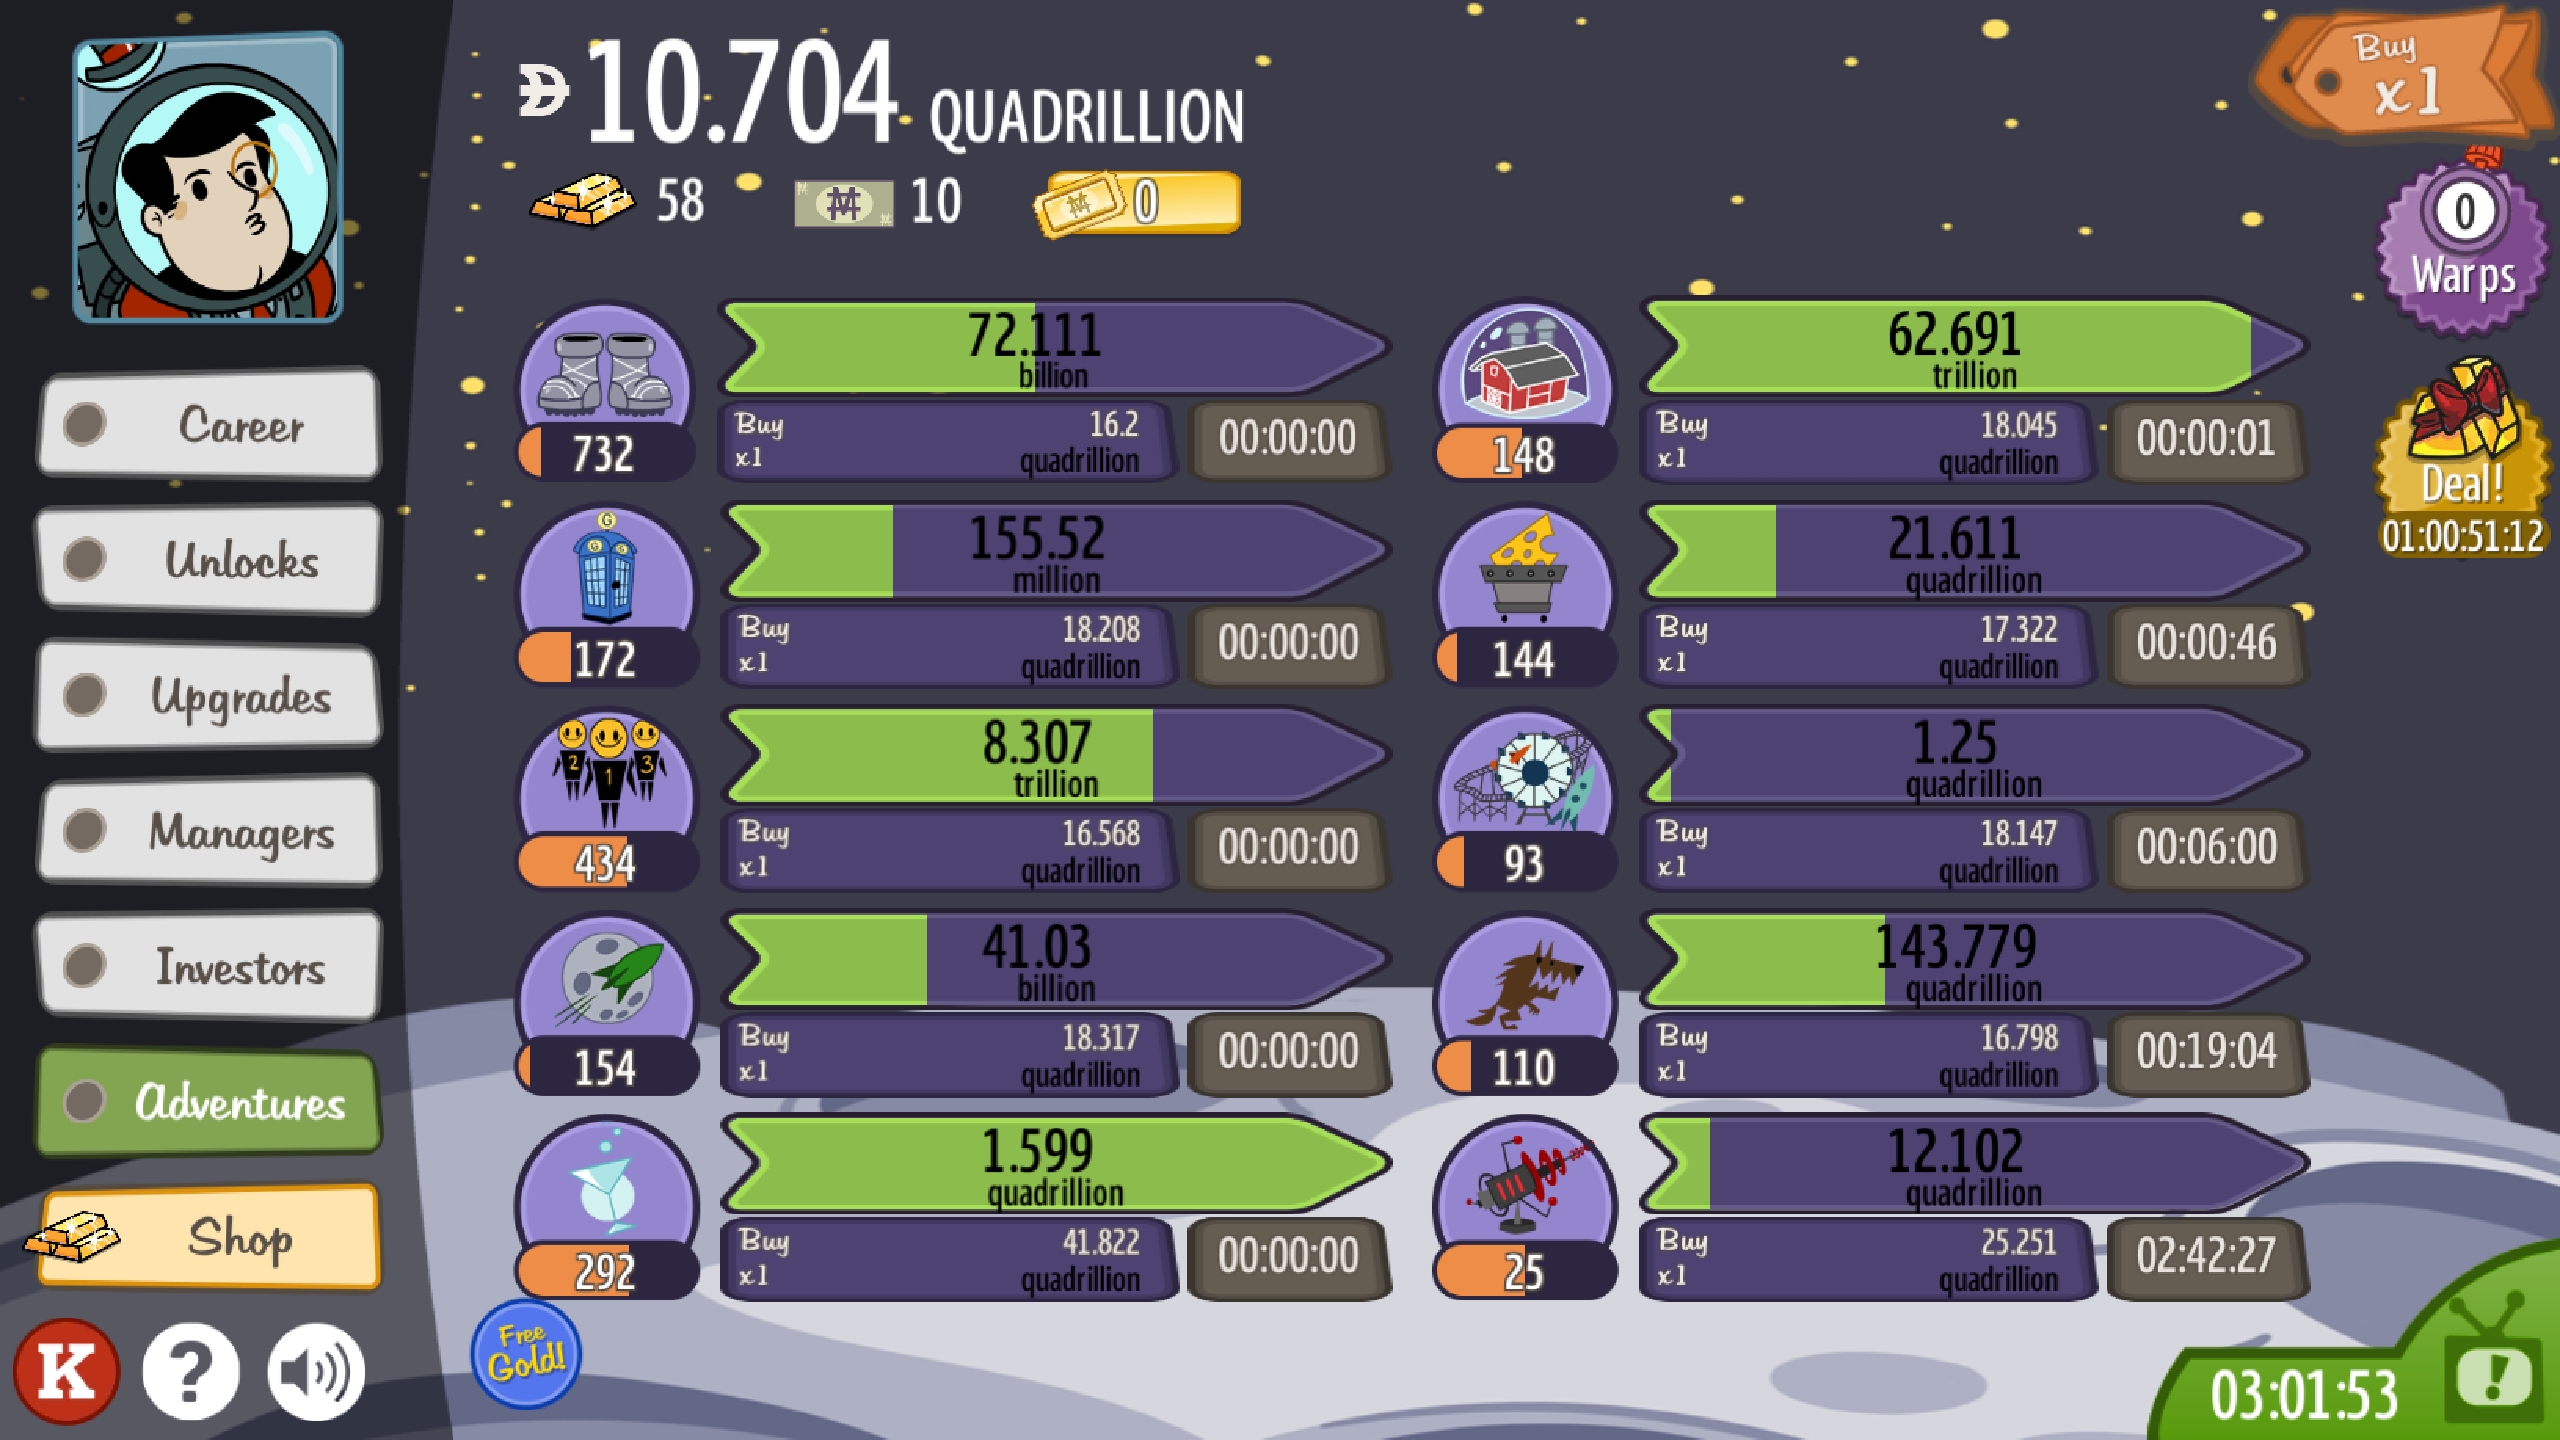 10.704 QUADRILLION
58 10 0
Buy
x1
0
Warps
Deal!
01:00:51:12
Career
Unlocks
Upgrades
Managers
Investors
Adventures
Shop
K ?
732
72.111
billion
Buy 16.2
x1 quadrillion
00:00:00
G
G G
172
155.52
million
Buy 18.208
x1 quadrillion
00:00:00
2 1 3
434
8.307
trillion
Buy 16.568
x1 quadrillion
00:00:00
154
41.03
billion
Buy 18.317
x1 quadrillion
00:00:00
292
1.599
quadrillion
Buy 41.822
x1 quadrillion
00:00:00
148
62.691
trillion
Buy 18.045
x1 quadrillion
00:00:01
144
21.611
quadrillion
Buy 17.322
x1 quadrillion
00:00:46
93
1.25
quadrillion
Buy 18.147
x1 quadrillion
00:06:00
110
143.779
quadrillion
Buy 16.798
x1 quadrillion
00:19:04
25
12.102
quadrillion
Buy 25.251
x1 quadrillion
02:42:27
Free
Gold!
03:01:53
!